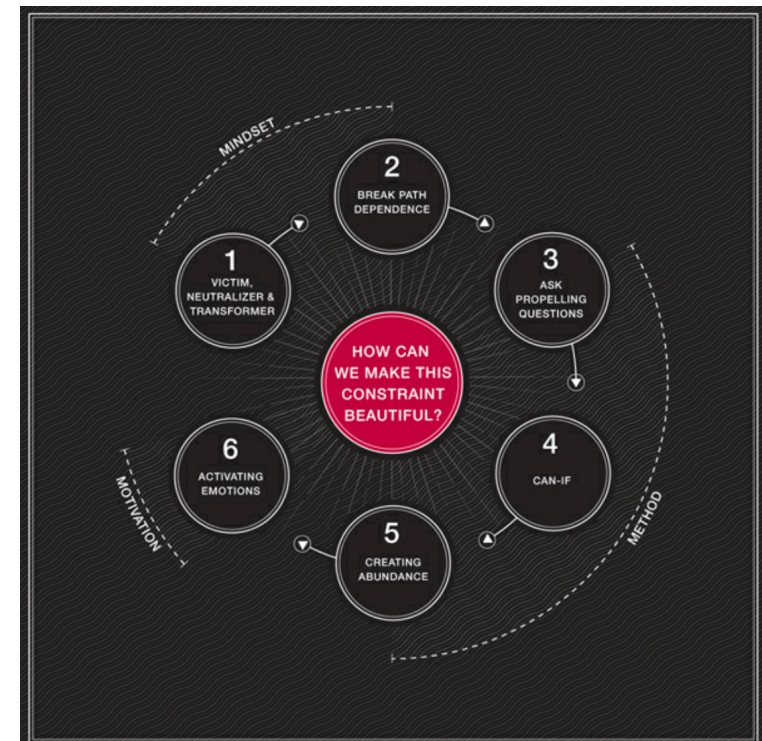 MINDSET
2
BREAK PATH
DEPENDENCE
1
VICTIM,
NEUTRALIZER &
TRANSFORMER
3
ASK
PROPELLING
QUESTIONS
HOW CAN
WE MAKE THIS
CONSTRAINT
BEAUTIFUL?
4
CAN-IF
METHOD
5
CREATING
ABUNDANCE
6
ACTIVATING
EMOTIONS
MOTIVATION